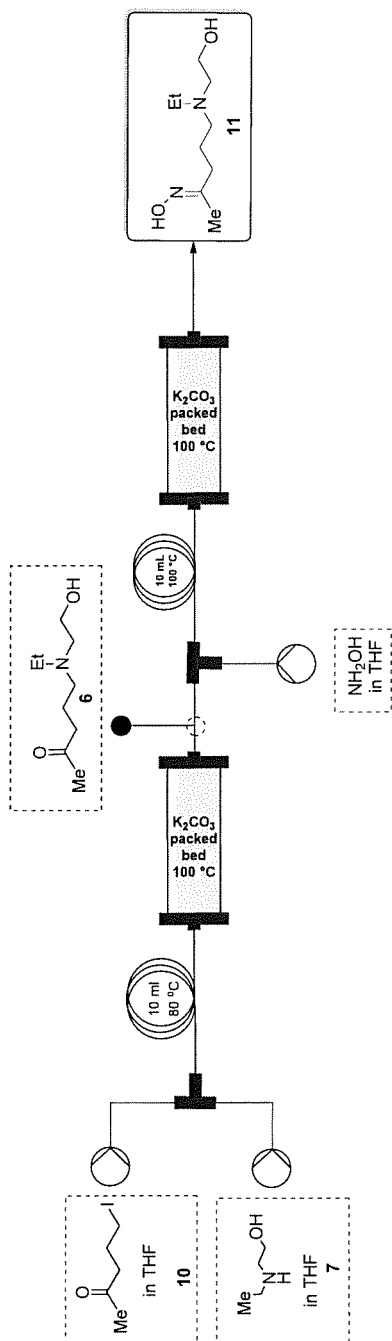 O
Me
I
in THF
10
Me
N
H
OH
in THF
7
10 ml
80 °C
K₂CO₃
packed
bed
100 °C
O
Me
Et
N
OH
6
NH₂OH
in THF
10 mL
100 °C
K₂CO₃
packed
bed
100 °C
HO
N
Me
Et
N
OH
11